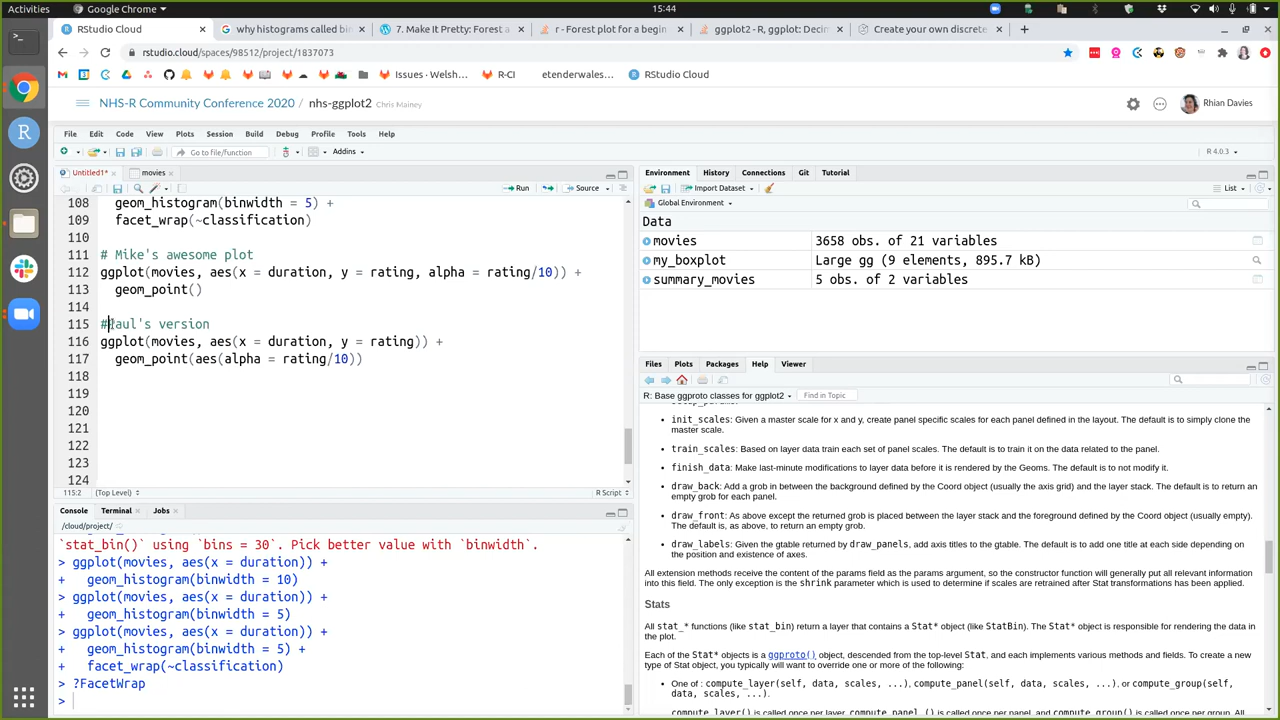 Activities
Google Chrome
15:44
RStudio Cloud
why histograms called bin
7. Make It Pretty: Forest a
r - Forest plot for a begin
ggplot2 - R, ggplot: Decim
Create your own discrete
rstudio.cloud/spaces/98512/project/1837073
Issues · Welsh...
R-CI
etenderwales...
RStudio Cloud
NHS-R Community Conference 2020 / nhs-ggplot2 Chris Mainey
Rhian Davies
File Edit Code View Plots Session Build Debug Profile Tools Help
Go to file/function
Addins
R 4.0.3
Untitled1*
movies
Run
Source
108 geom_histogram(binwidth = 5) +
109 facet_wrap(~classification)
110
111 # Mike's awesome plot
112 ggplot(movies, aes(x = duration, y = rating, alpha = rating/10)) +
113 geom_point()
114
115 #Paul's version
116 ggplot(movies, aes(x = duration, y = rating)) +
117 geom_point(aes(alpha = rating/10))
118
119
120
121
122
123
124
115:2 (Top Level) R Script
Console Terminal Jobs
/cloud/project/
`stat_bin()` using `bins = 30`. Pick better value with `binwidth`.
> ggplot(movies, aes(x = duration)) +
+ geom_histogram(binwidth = 10)
> ggplot(movies, aes(x = duration)) +
+ geom_histogram(binwidth = 5)
> ggplot(movies, aes(x = duration)) +
+ geom_histogram(binwidth = 5) +
+ facet_wrap(~classification)
> ?FacetWrap
>
Environment History Connections Git Tutorial
Import Dataset
List
Global Environment
Data
movies 3658 obs. of 21 variables
my_boxplot Large gg (9 elements, 895.7 kB)
summary_movies 5 obs. of 2 variables
Files Plots Packages Help Viewer
R: Base ggproto classes for ggplot2 Find in Topic
init_scales: Given a master scale for x and y, create panel specific scales for each panel defined in the layout. The default is to simply clone the
master scale.
train_scales: Based on layer data train each set of panel scales. The default is to train it on the data related to the panel.
finish_data: Make last-minute modifications to layer data before it is rendered by the Geoms. The default is to not modify it.
draw_back: Add a grob in between the background defined by the Coord object (usually the axis grid) and the layer stack. The default is to return an
empty grob for each panel.
draw_front: As above except the returned grob is placed between the layer stack and the foreground defined by the Coord object (usually empty).
The default is, as above, to return an empty grob.
draw_labels: Given the gtable returned by draw_panels, add axis titles to the gtable. The default is to add one title at each side depending on
the position and existence of axes.
All extension methods receive the content of the params field as the params argument, so the constructor function will generally put all relevant information
into this field. The only exception is the shrink parameter which is used to determine if scales are retrained after Stat transformations has been applied.
Stats
All stat_* functions (like stat_bin) return a layer that contains a Stat* object (like StatBin). The Stat* object is responsible for rendering the data in
the plot.
Each of the Stat* objects is a ggproto() object, descended from the top-level Stat, and each implements various methods and fields. To create a new
type of Stat object, you typically will want to override one or more of the following:
One of : compute_layer(self, data, scales, ...), compute_panel(self, data, scales, ...), or compute_group(self,
data, scales, ...).